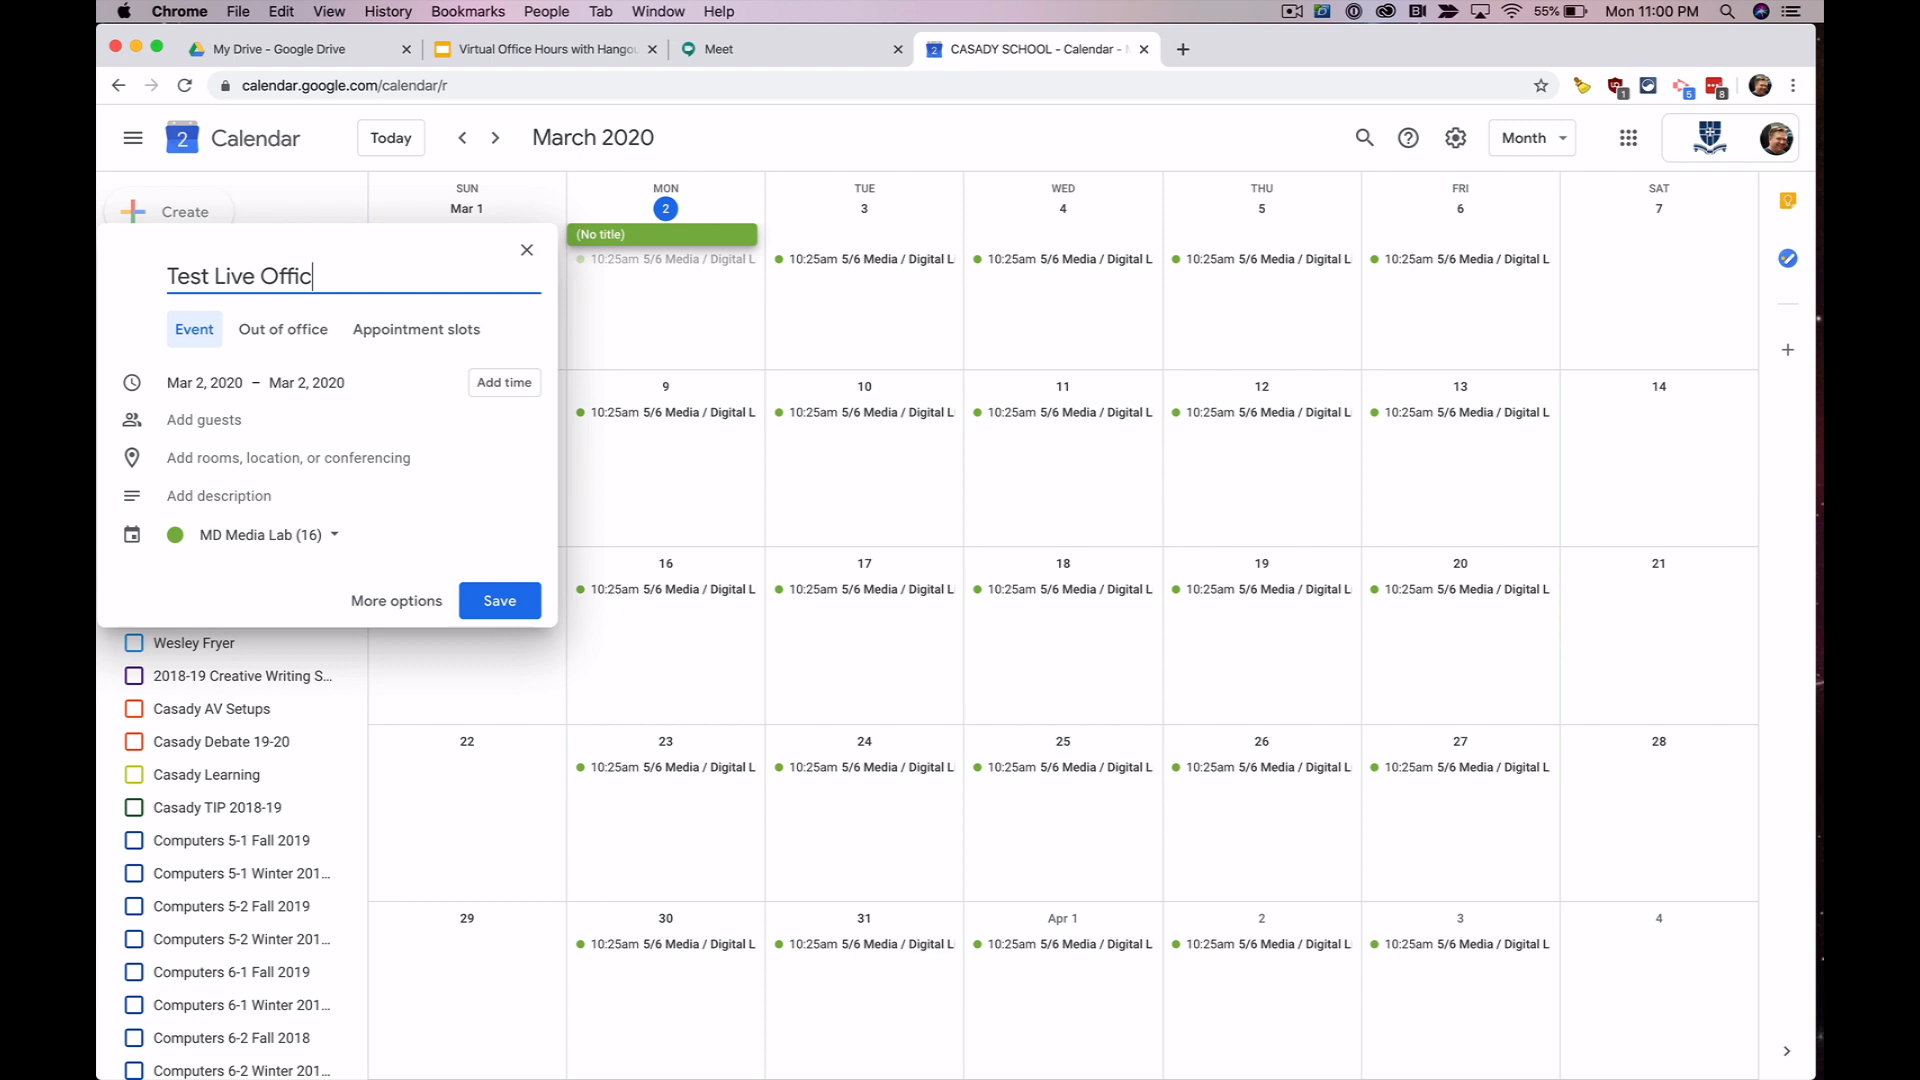 Chrome File Edit View History Bookmarks People Tab Window Help 55% Mon 11:00 PM
My Drive - Google Drive Virtual Office Hours with Hangou Meet CASADY SCHOOL - Calendar - M
calendar.google.com/calendar/r 1 5 8
2 Calendar Today March 2020 Month
Create
SUN MON TUE WED THU FRI SAT
Mar 1 2 3 4 5 6 7
(No title)
10:25am 5/6 Media / Digital L 10:25am 5/6 Media / Digital L 10:25am 5/6 Media / Digital L 10:25am 5/6 Media / Digital L 10:25am 5/6 Media / Digital L
Test Live Offic
Event Out of office Appointment slots
Mar 2, 2020 – Mar 2, 2020 Add time
Add guests
Add rooms, location, or conferencing
Add description
MD Media Lab (16)
More options Save
9 10 11 12 13 14
10:25am 5/6 Media / Digital L 10:25am 5/6 Media / Digital L 10:25am 5/6 Media / Digital L 10:25am 5/6 Media / Digital L 10:25am 5/6 Media / Digital L
16 17 18 19 20 21
10:25am 5/6 Media / Digital L 10:25am 5/6 Media / Digital L 10:25am 5/6 Media / Digital L 10:25am 5/6 Media / Digital L 10:25am 5/6 Media / Digital L
22 23 24 25 26 27 28
10:25am 5/6 Media / Digital L 10:25am 5/6 Media / Digital L 10:25am 5/6 Media / Digital L 10:25am 5/6 Media / Digital L 10:25am 5/6 Media / Digital L
29 30 31 Apr 1 2 3 4
10:25am 5/6 Media / Digital L 10:25am 5/6 Media / Digital L 10:25am 5/6 Media / Digital L 10:25am 5/6 Media / Digital L 10:25am 5/6 Media / Digital L
Wesley Fryer
2018-19 Creative Writing S...
Casady AV Setups
Casady Debate 19-20
Casady Learning
Casady TIP 2018-19
Computers 5-1 Fall 2019
Computers 5-1 Winter 201...
Computers 5-2 Fall 2019
Computers 5-2 Winter 201...
Computers 6-1 Fall 2019
Computers 6-1 Winter 201...
Computers 6-2 Fall 2018
Computers 6-2 Winter 201...